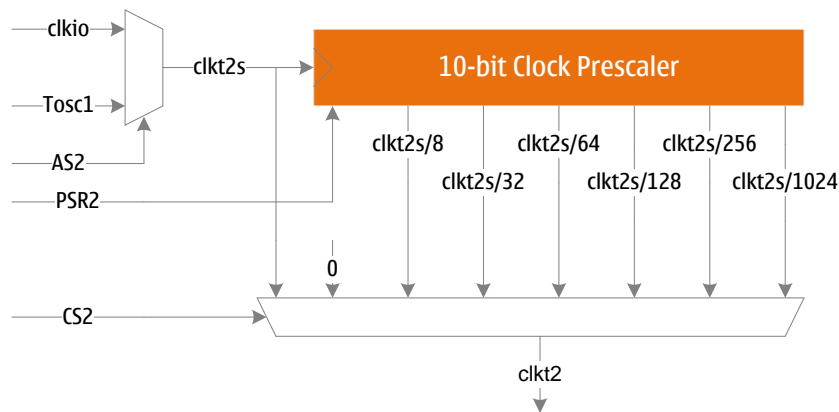 clkio
10-bit Clock Prescaler
clkt2s
Tosc1
clkt2s/8
clkt2s/64
clkt2s/256
AS2
clkt2s/32
clkt2s/128
clkt2s/1024
PSR2
0
CS2
clkt2